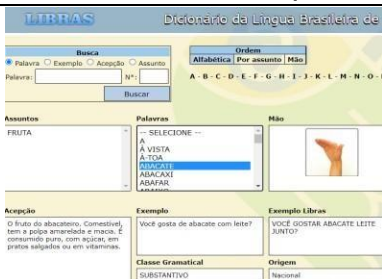 LIBRAS
Dicionário da Língua Brasileira de
Busca
Palavra Exemplo Acepção Assunto
Palavra: N°:
Buscar
Ordem
Alfabética Por assunto Mão
A - B - C - D - E - F - G - H - I - J - K - L - M - N - O -
Assuntos
FRUTA
Palavras
-- SELECIONE --
A
À VISTA
À-TOA
ABACATE
ABACAXI
ABAFAR
Mão
Acepção
O fruto do abacateiro. Comestível,
tem a polpa amarelada e macia. É
consumido puro, com açúcar, em
pratos salgados ou em vitaminas.
Exemplo
Você gosta de abacate com leite?
Exemplo Libras
VOCÊ GOSTAR ABACATE LEITE
JUNTO?
Classe Gramatical
SUBSTANTIVO
Origem
Nacional